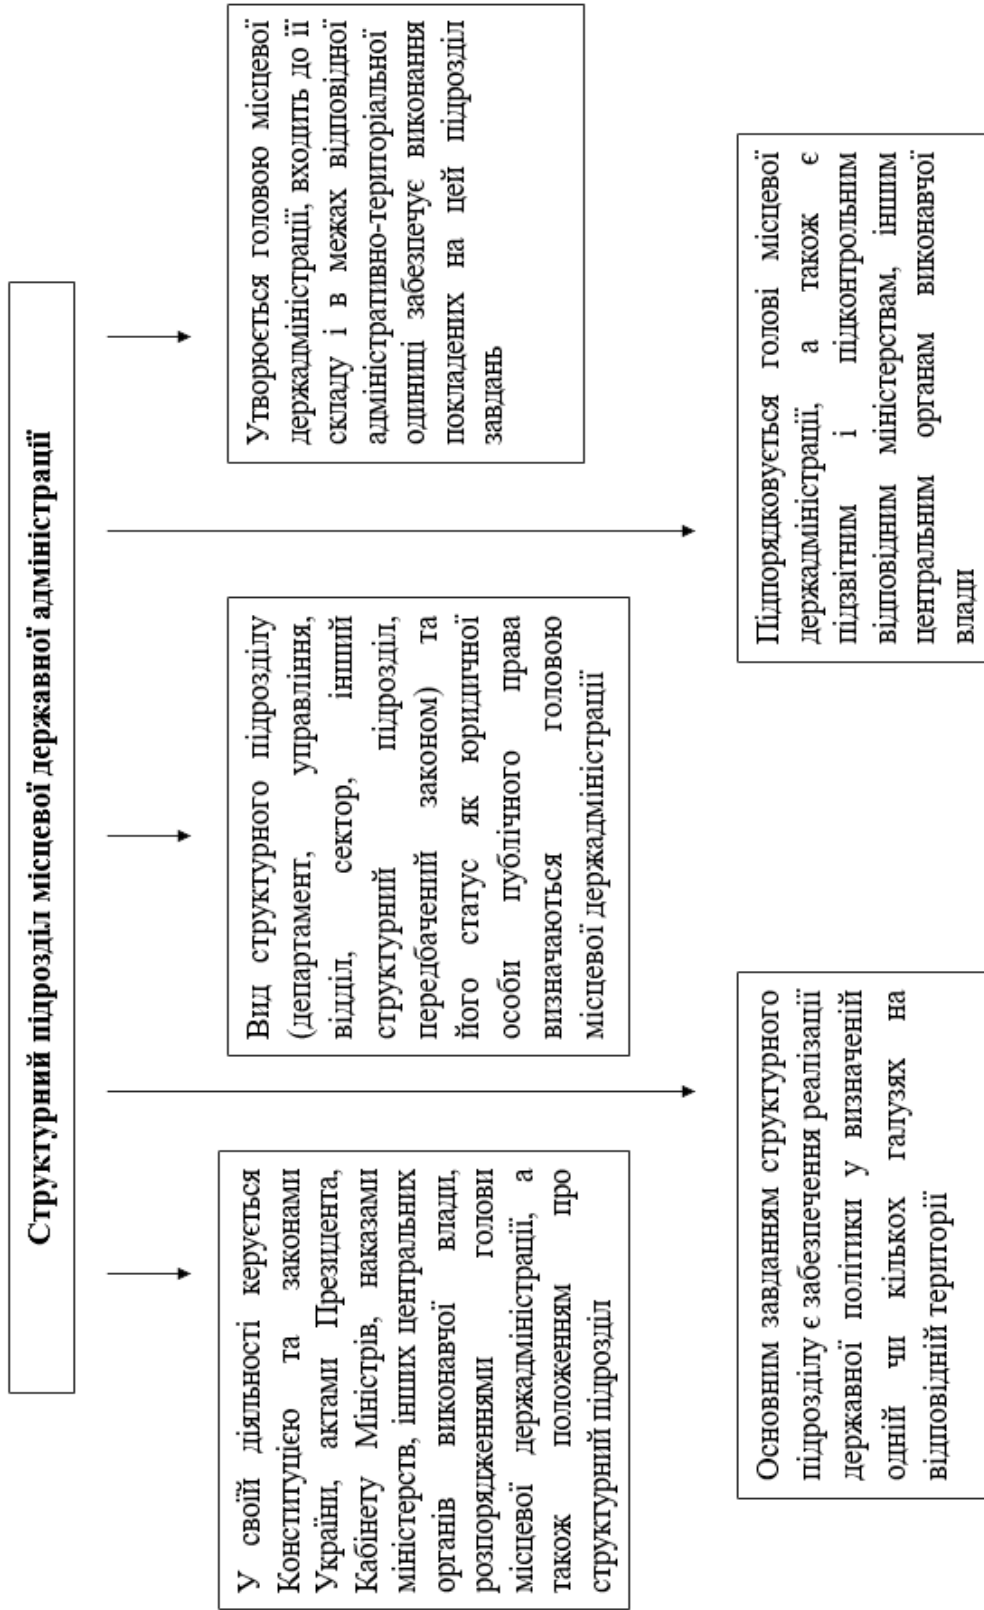 Структурний підрозділ місцевої державної адміністрації
У своїй діяльності керується
Конституцією та законами
України, актами Президента,
Кабінету Міністрів, наказами
міністерств, інших центральних
органів виконавчої влади,
розпорядженнями голови
місцевої держадміністрації, а
також положенням про
структурний підрозділ
Вид структурного підрозділу
(департамент, управління,
відділ, сектор, інший
структурний підрозділ,
передбачений законом) та
його статус як юридичної
особи публічного права
визначаються головою
місцевої держадміністрації
Утворюється головою місцевої
держадміністрації, входить до її
складу і в межах відповідної
адміністративно-територіальної
одиниці забезпечує виконання
покладених на цей підрозділ
завдань
Основним завданням структурного
підрозділу є забезпечення реалізації
державної політики у визначеній
одній чи кількох галузях на
відповідній території
Підпорядковується голові місцевої
держадміністрації, а також є
підзвітним і підконтрольним
відповідним міністерствам, іншим
центральним органам виконавчої
влади